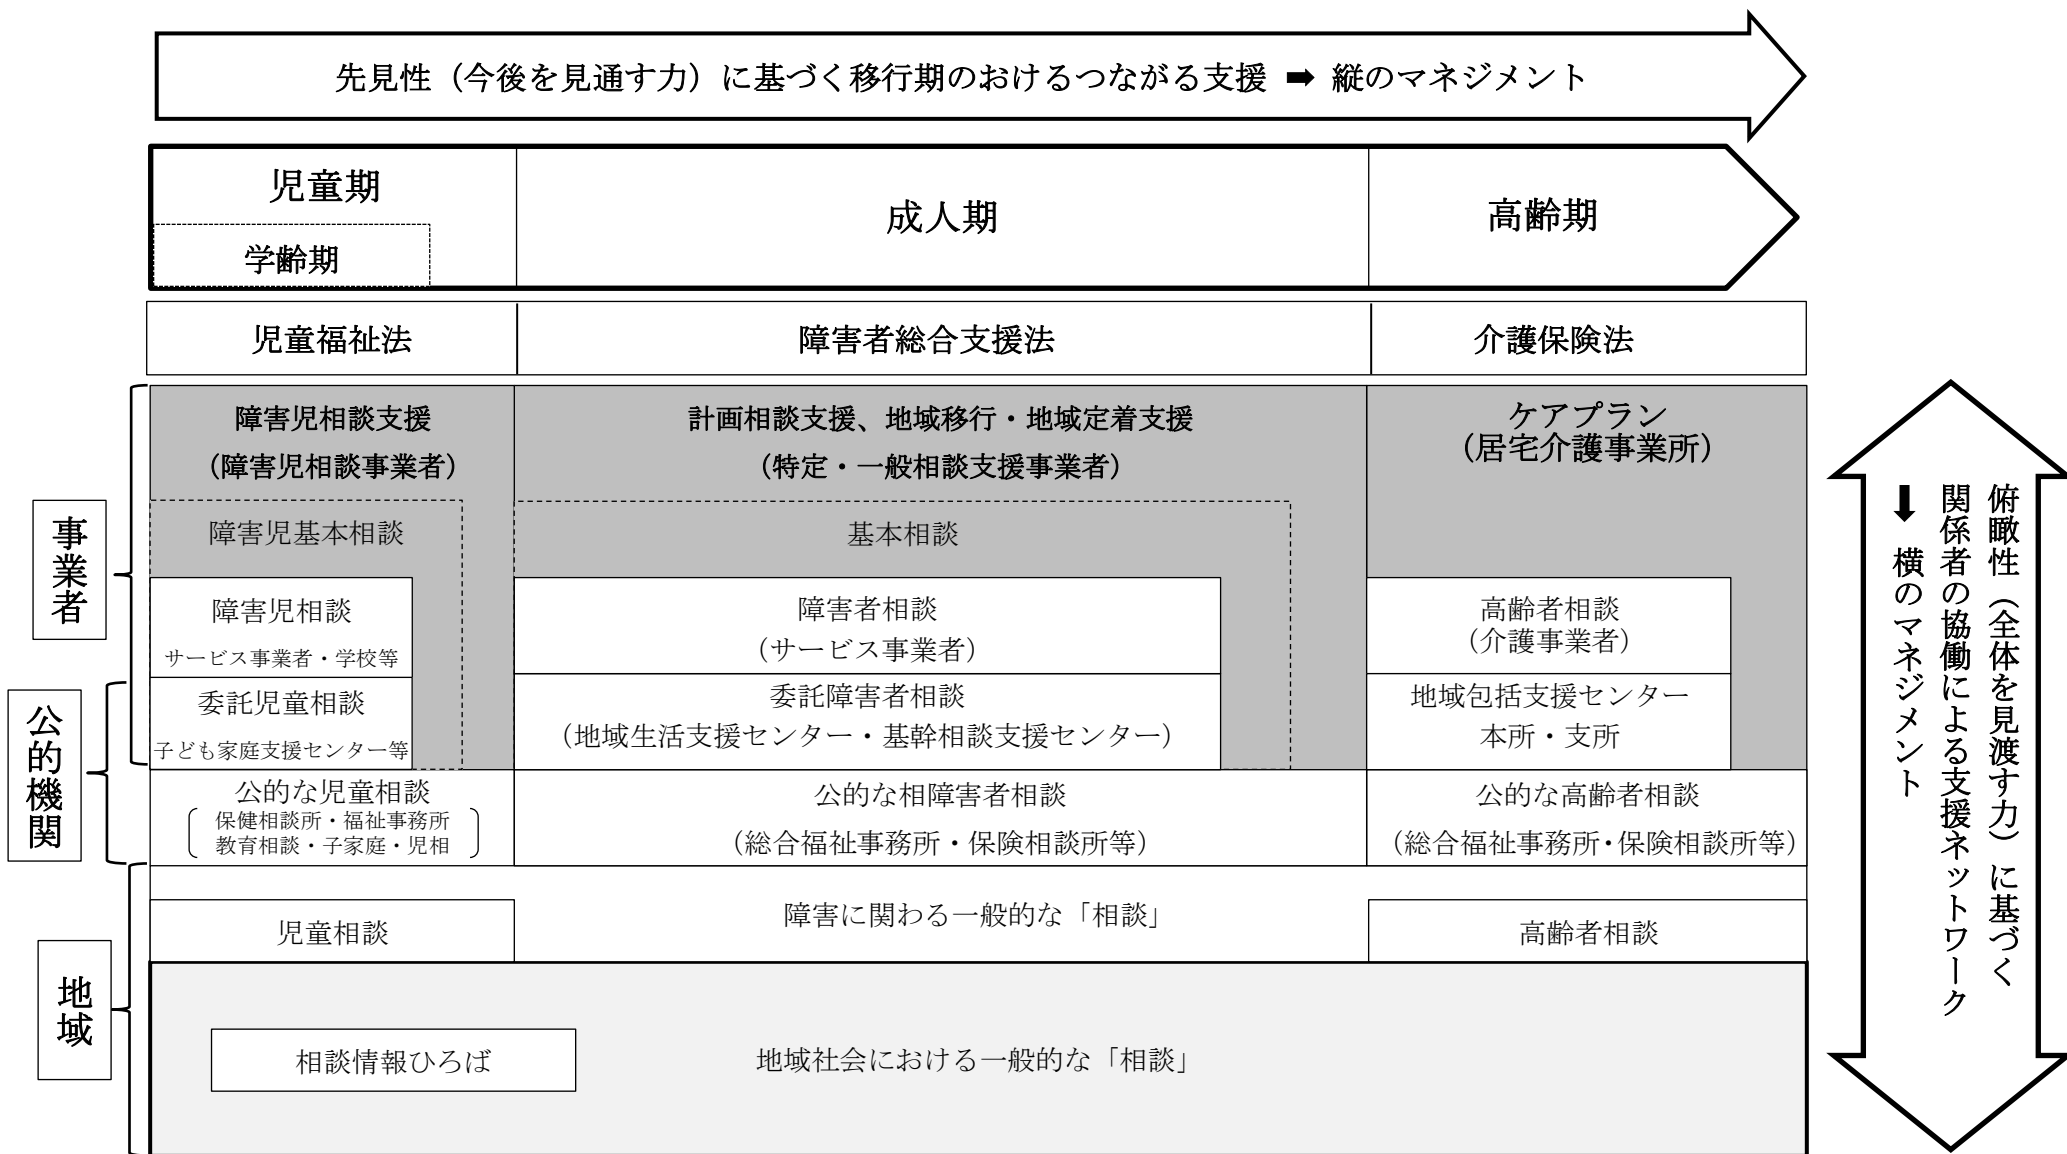 先見性（今後を見通す力）に基づく移行期のおけるつながる支援 ➡ 縦のマネジメント
児童期
学齢期
成人期
高齢期
児童福祉法
障害者総合支援法
介護保険法
事業者
公的機関
地域
障害児相談支援
（障害児相談事業者）
障害児基本相談
障害児相談
サービス事業者・学校等
委託児童相談
子ども家庭支援センター等
公的な児童相談
保健相談所・福祉事務所
教育相談・子家庭・児相
児童相談
計画相談支援、地域移行・地域定着支援
（特定・一般相談支援事業者）
基本相談
障害者相談
（サービス事業者）
委託障害者相談
（地域生活支援センター・基幹相談支援センター）
公的な相障害者相談
（総合福祉事務所・保険相談所等）
障害に関わる一般的な「相談」
ケアプラン
（居宅介護事業所）
高齢者相談
（介護事業者）
地域包括支援センター
本所・支所
公的な高齢者相談
（総合福祉事務所・保険相談所等）
高齢者相談
相談情報ひろば
地域社会における一般的な「相談」
俯瞰性（全体を見渡す力）に基づく
関係者の協働による支援ネットワーク
➡ 横のマネジメント